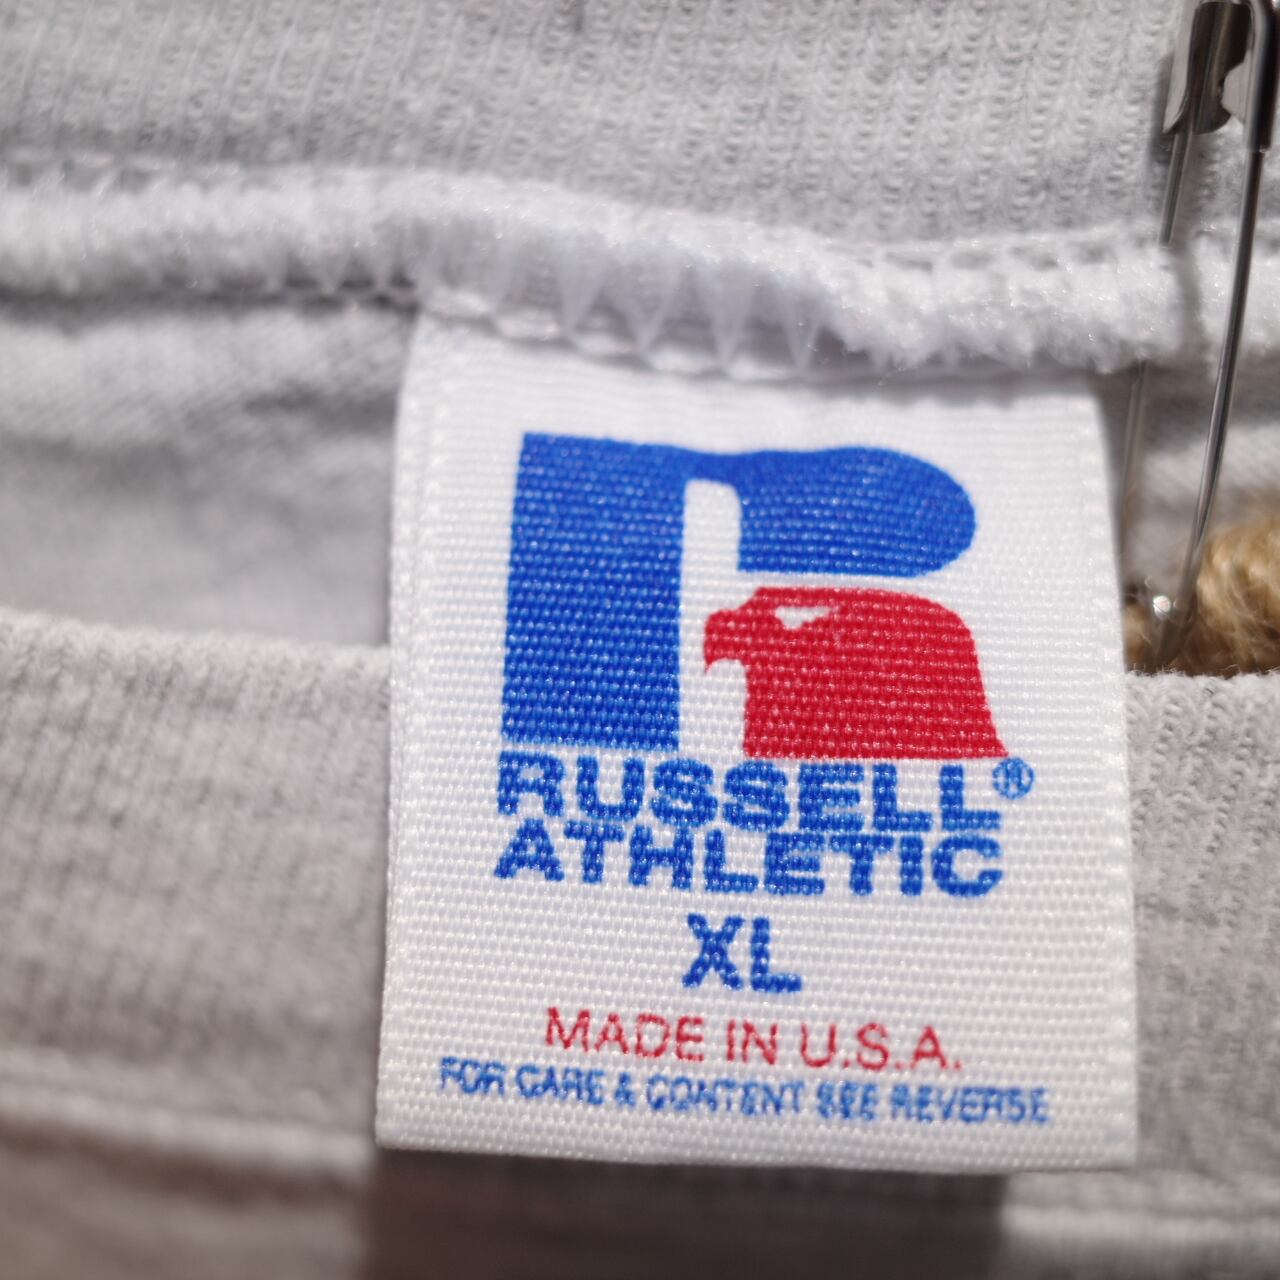 RUSSELL®
ATHLETIC
XL
MADE IN U.S.A.
FOR CARE & CONTENT SEE REVERSE